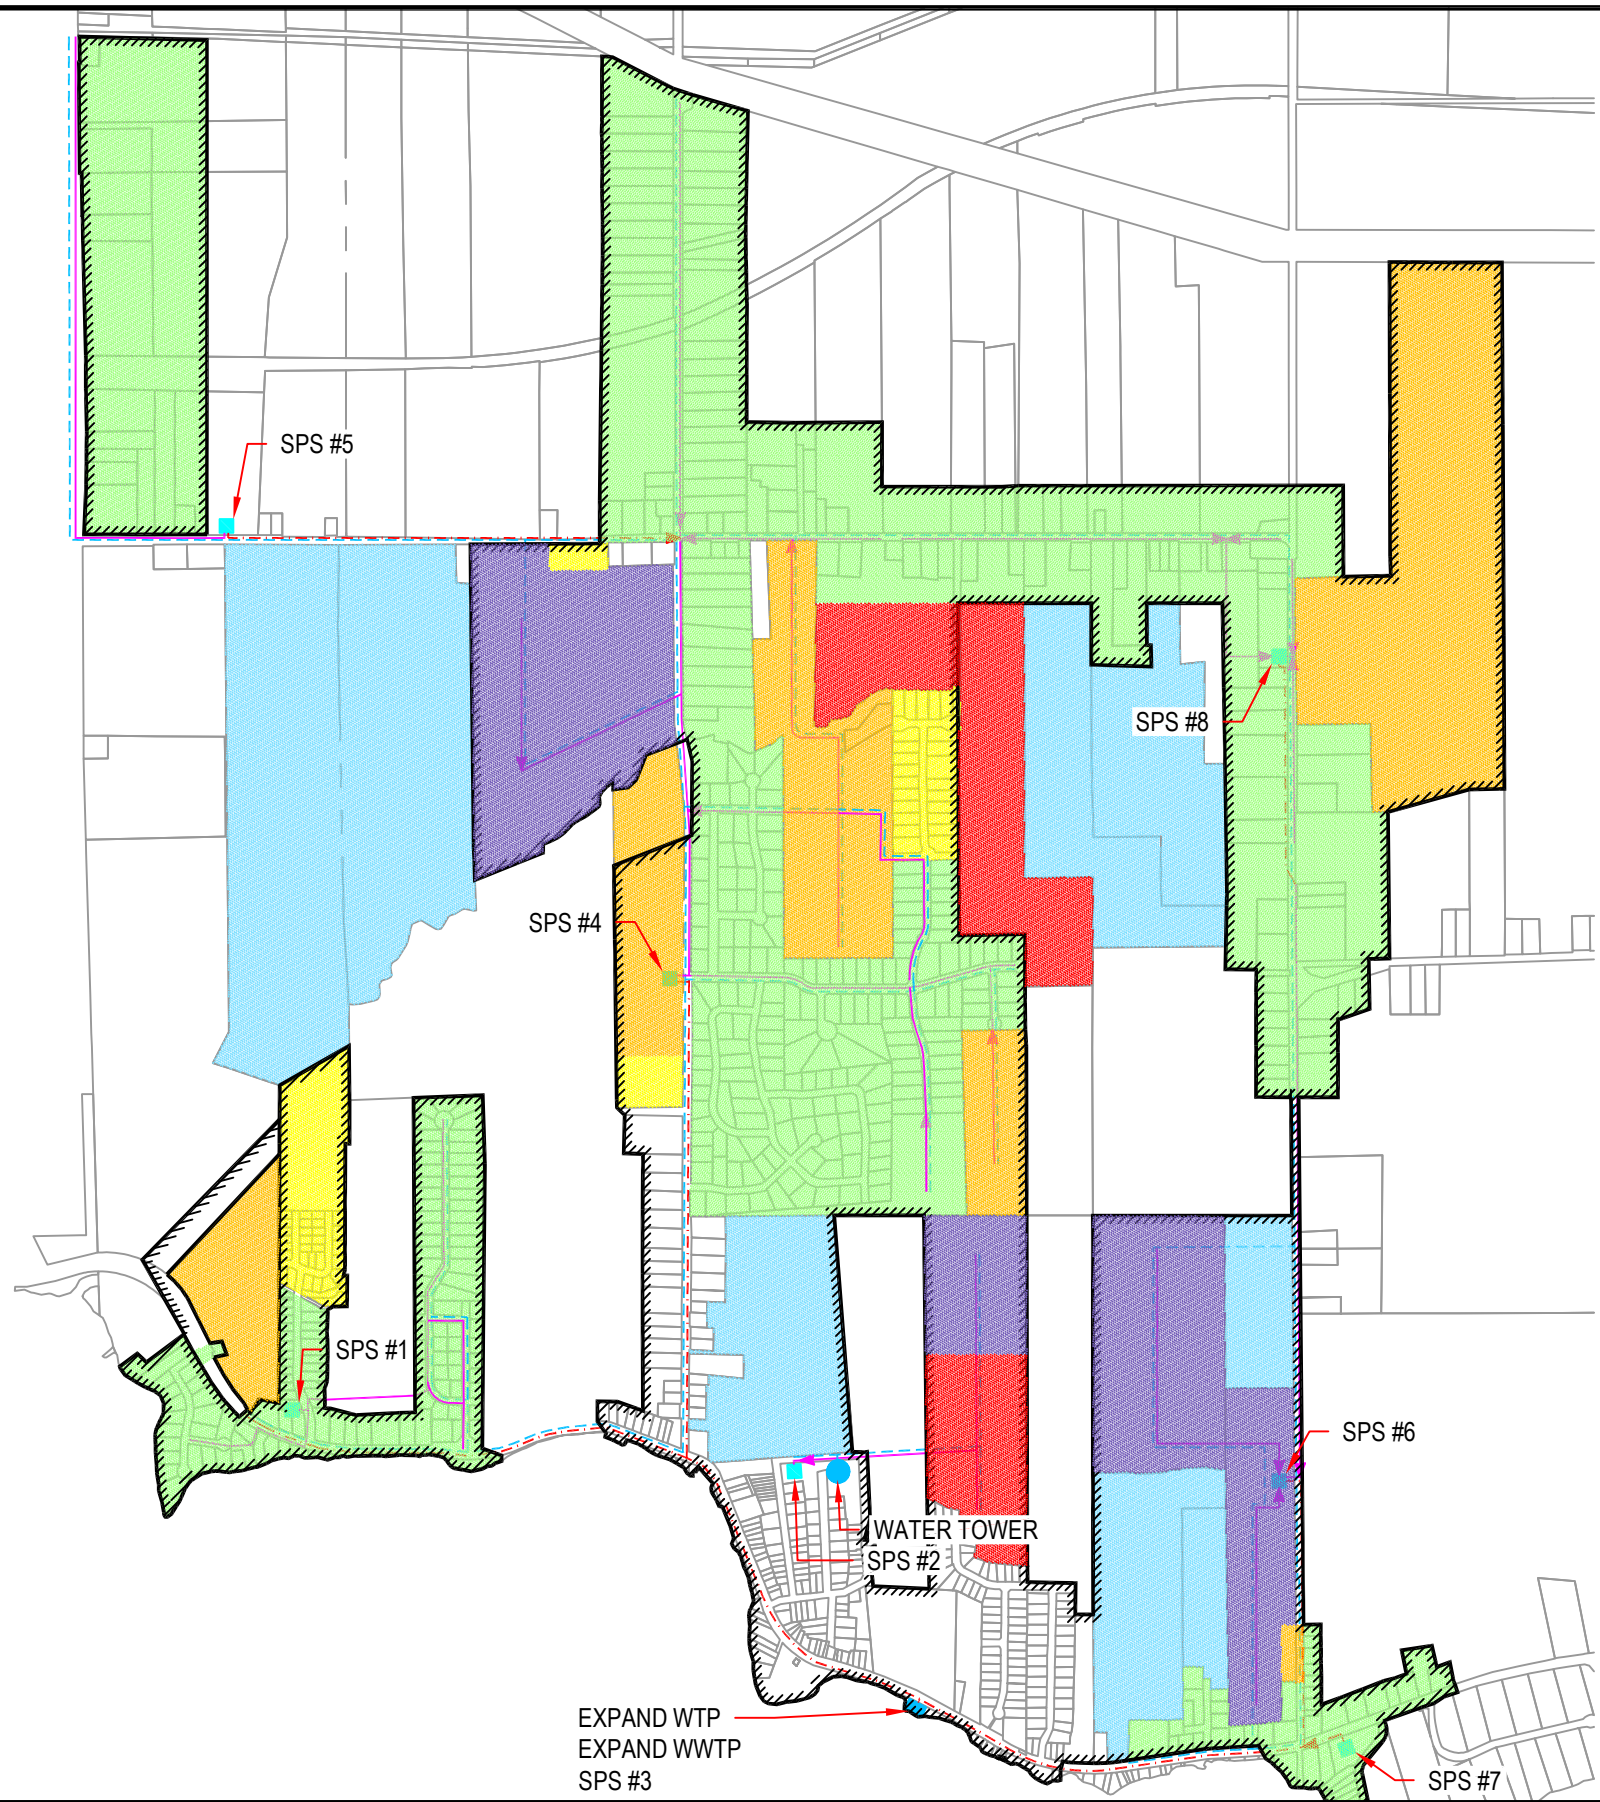 SPS #5
SPS #8
SPS #4
SPS #1
SPS #6
WATER TOWER
SPS #2
EXPAND WTP
EXPAND WWTP
SPS #3
SPS #7